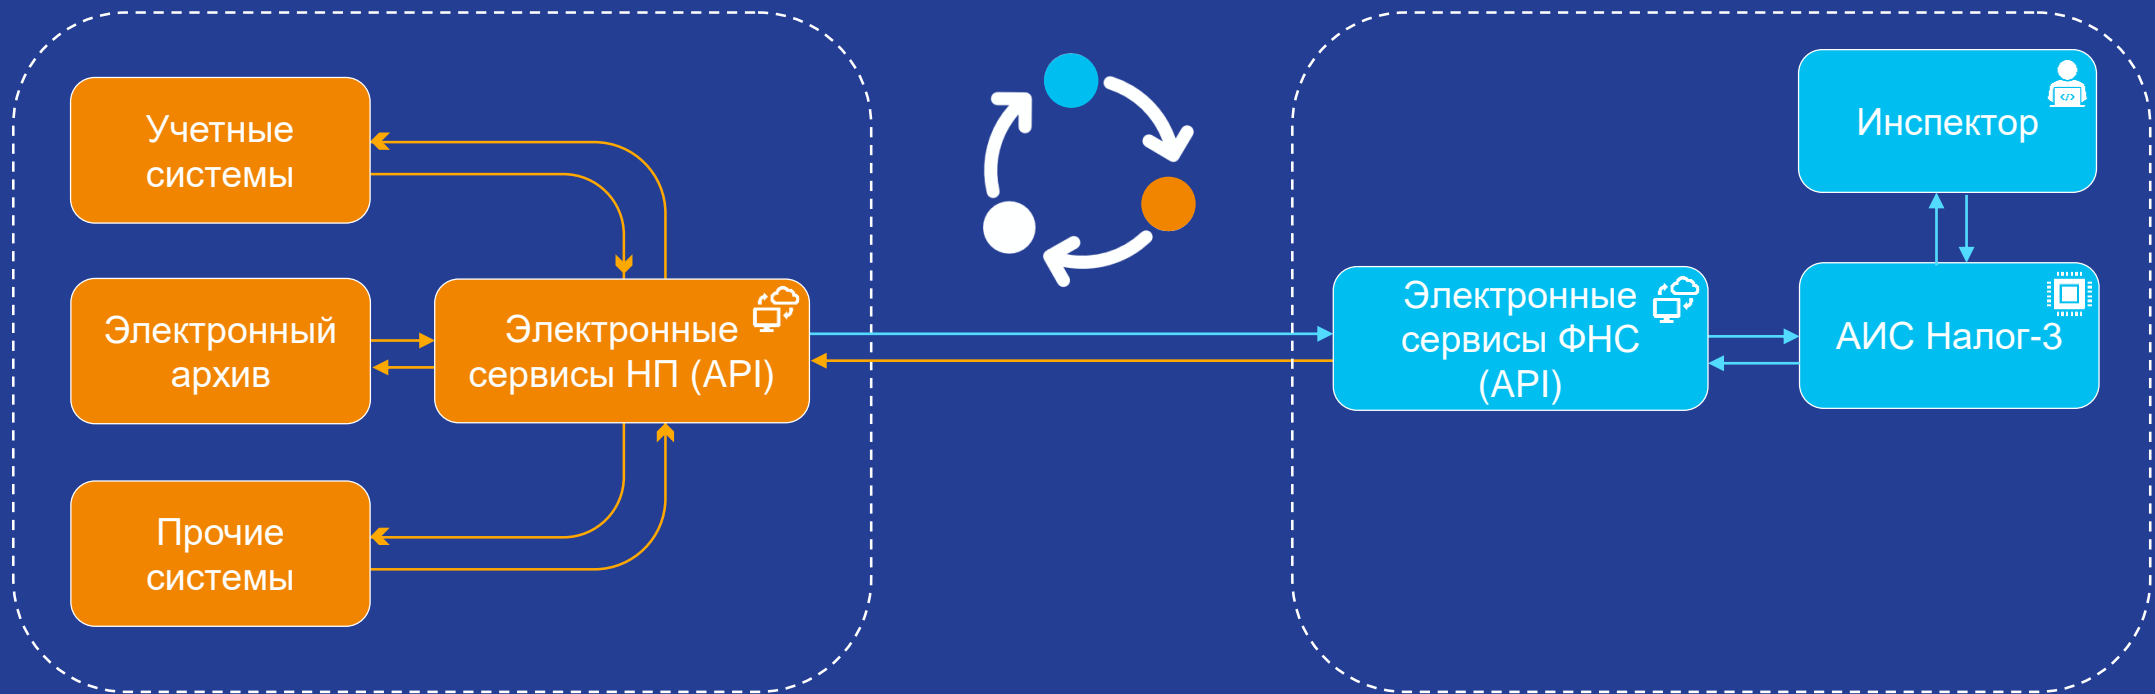 Учетные
системы
Электронный
архив
Прочие
системы
Электронные
сервисы НП (API)
Электронные
сервисы ФНС
(API)
Инспектор
АИС Налог-3